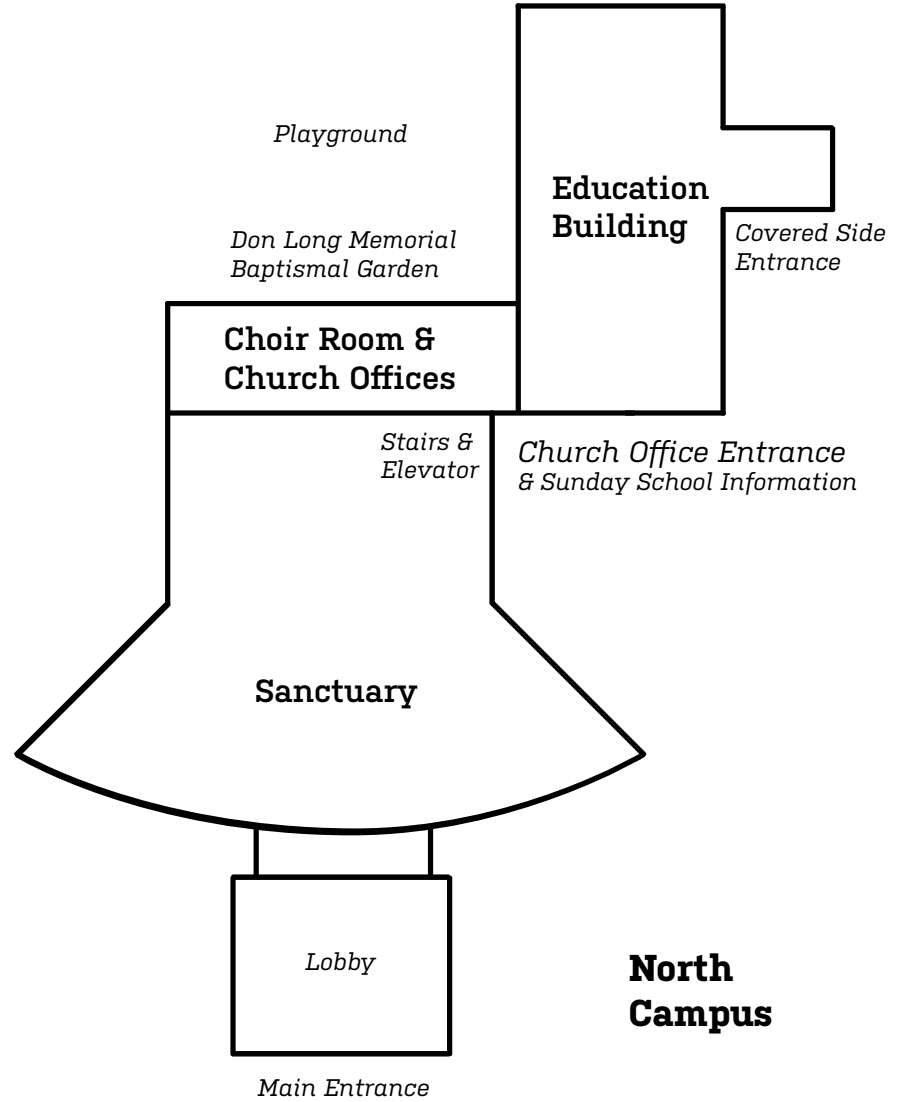 Playground
Education
Building
Don Long Memorial
Baptismal Garden
Covered Side
Entrance
Choir Room &
Church Offices
Stairs &
Elevator
Church Office Entrance
& Sunday School Information
Sanctuary
Lobby
North
Campus
Main Entrance